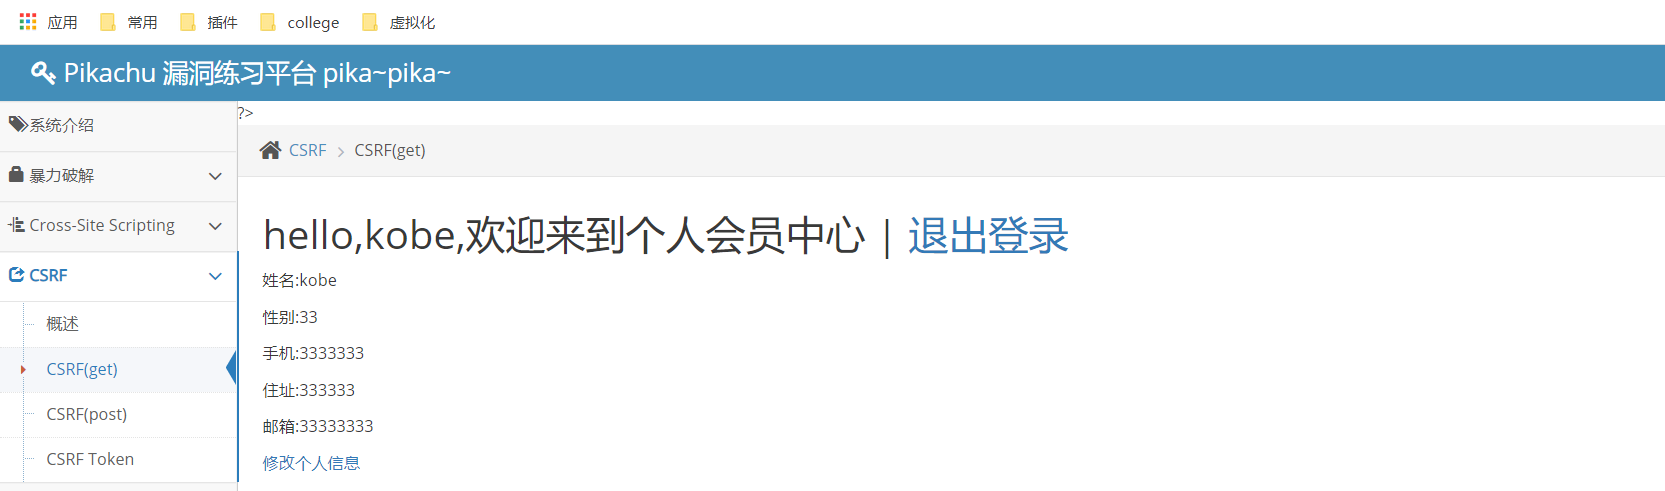 应用 常用 插件 college 虚拟化
Pikachu 漏洞练习平台 pika~pika~
系统介绍
暴力破解
Cross-Site Scripting
CSRF
概述
CSRF(get)
CSRF(post)
CSRF Token
?>
CSRF > CSRF(get)
hello,kobe,欢迎来到个人会员中心 | 退出登录
姓名:kobe
性别:33
手机:3333333
住址:333333
邮箱:33333333
修改个人信息